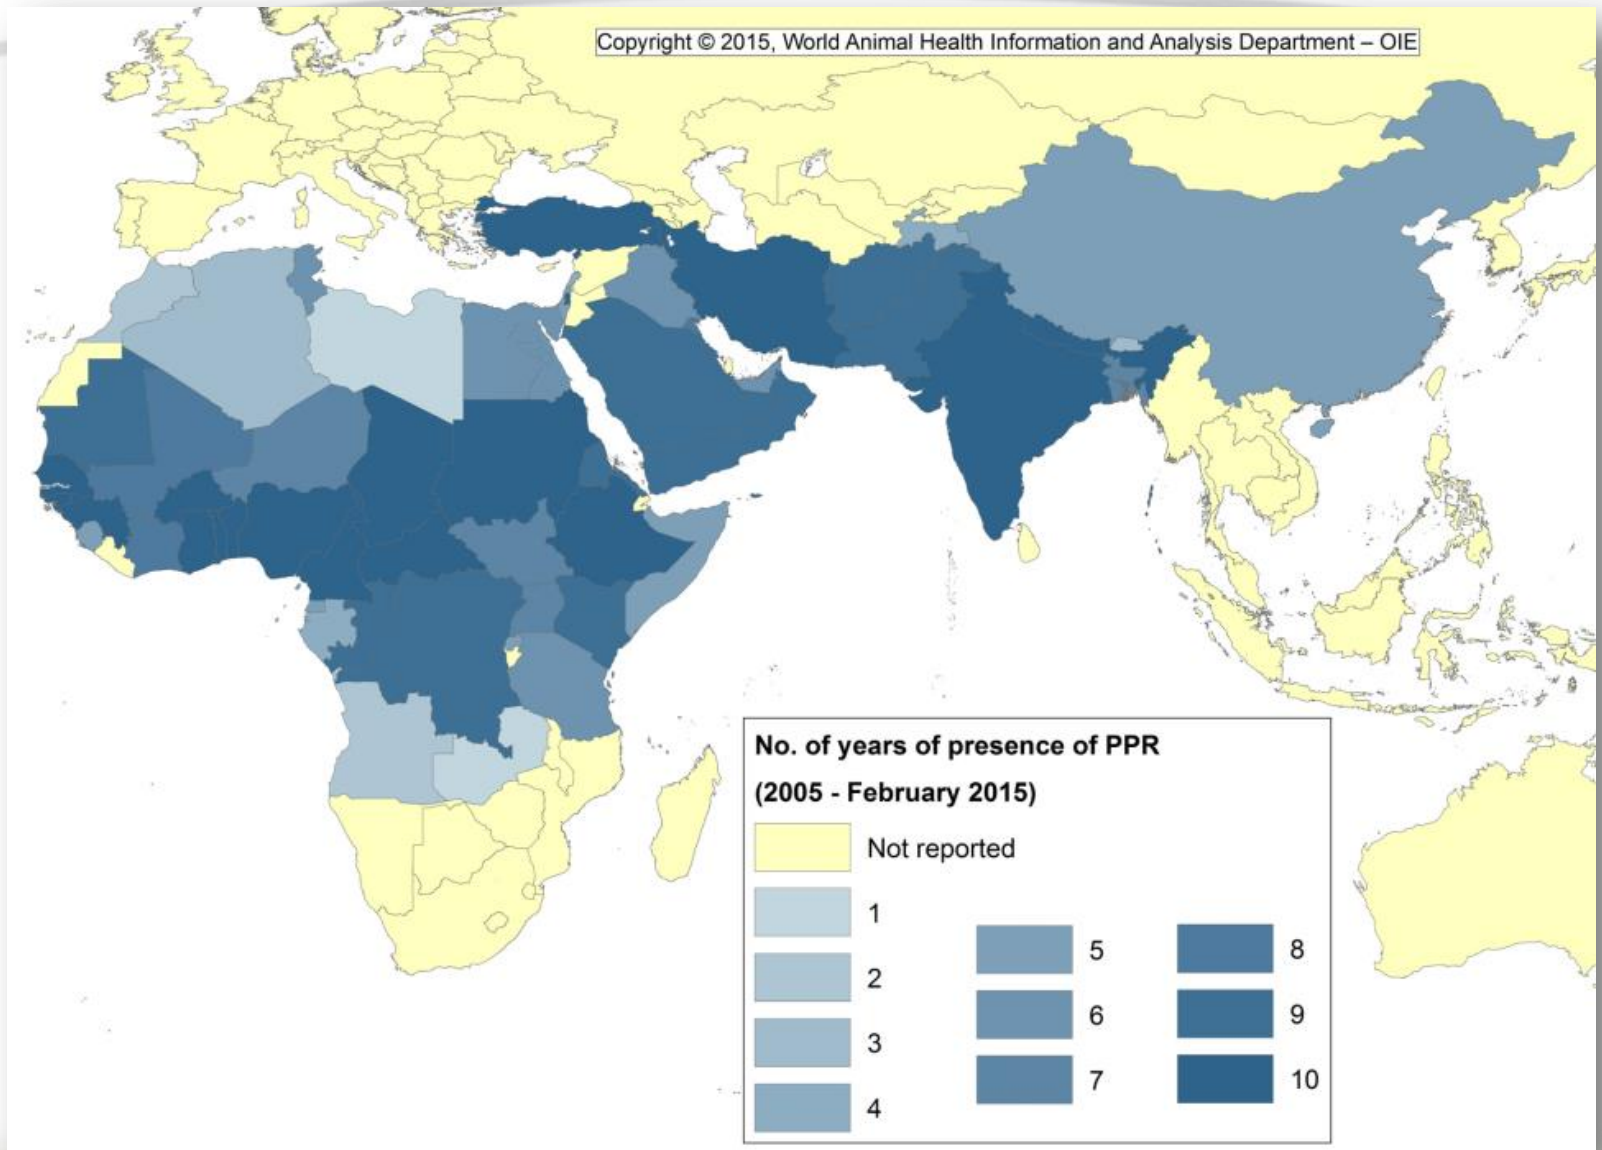 Copyright © 2015, World Animal Health Information and Analysis Department – OIE
No. of years of presence of PPR
(2005 - February 2015)
Not reported
1
2
3
4
5
6
7
8
9
10